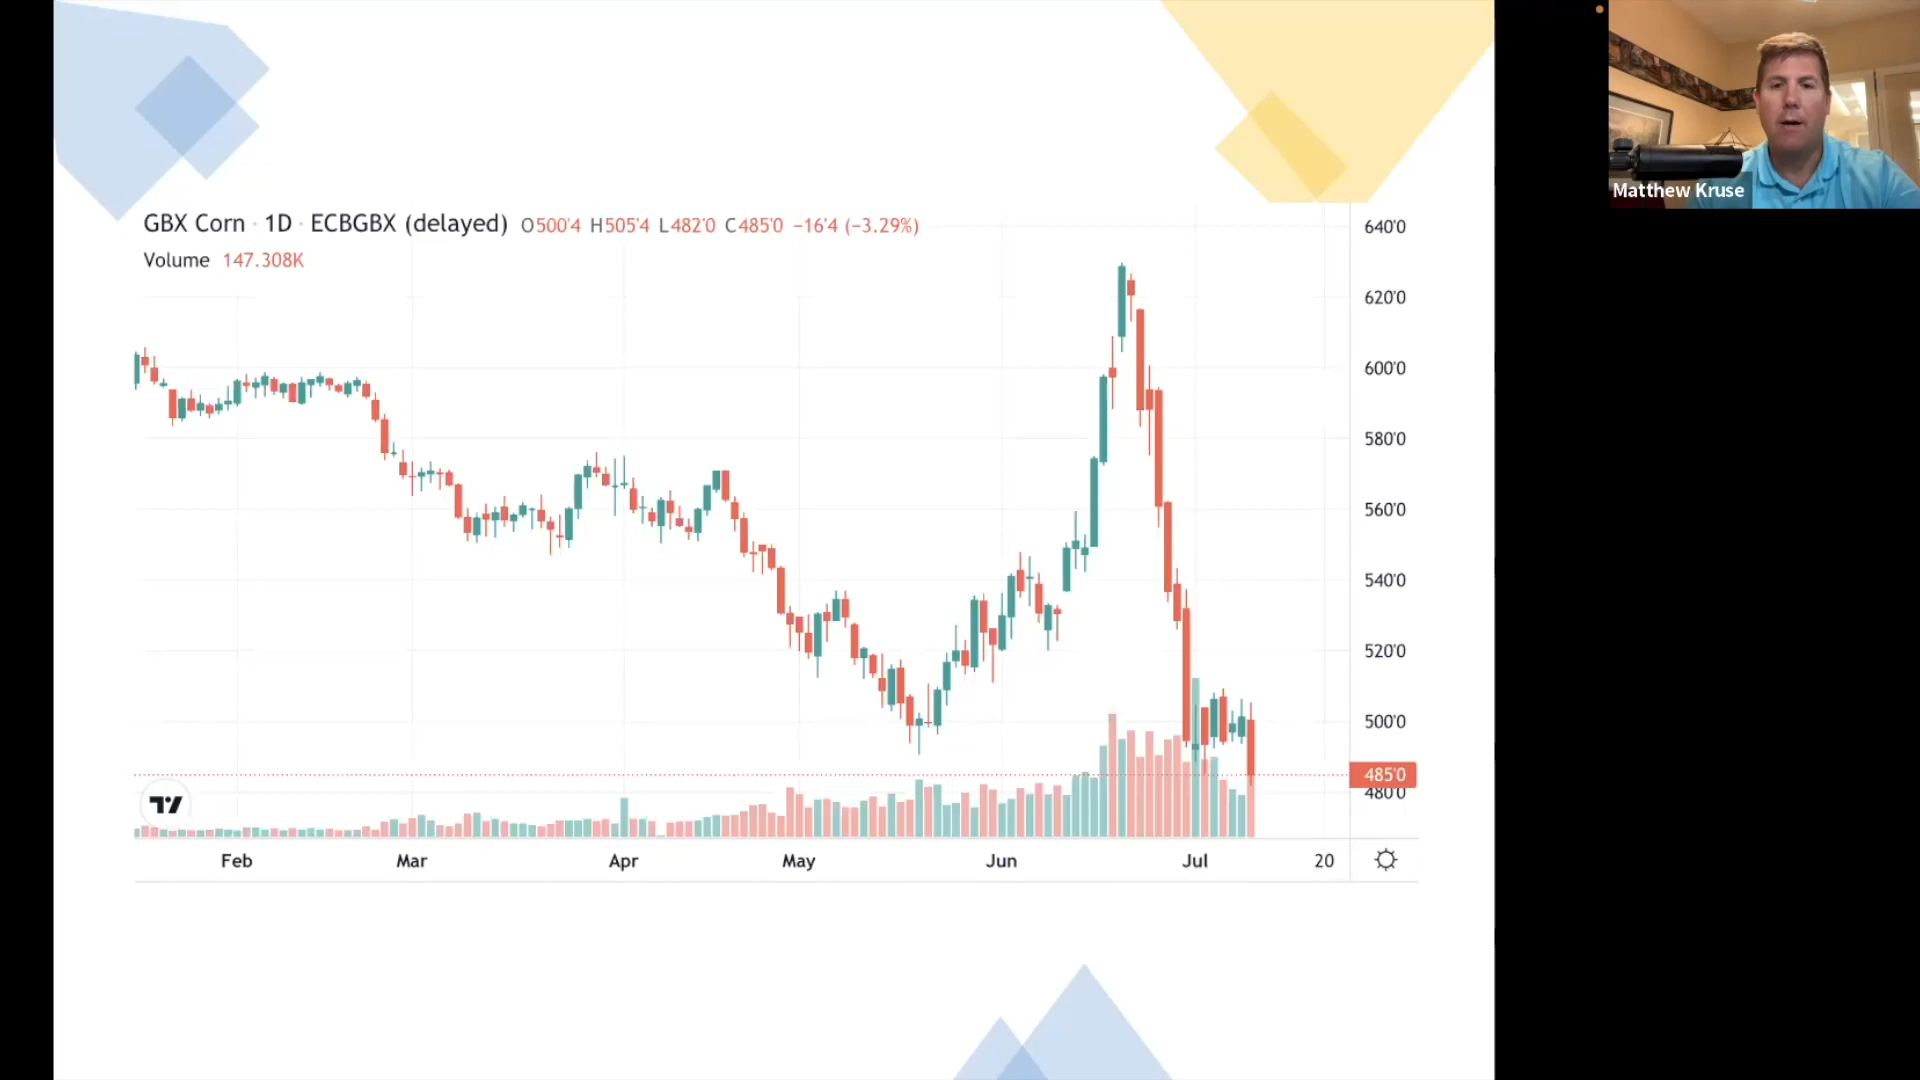 GBX Corn · 1D · ECBGBX (delayed) O500'4 H505'4 L482'0 C485'0 −16'4 (−3.29%)
Volume 147.308K
640'0
620'0
600'0
580'0
560'0
540'0
520'0
500'0
485'0
480'0
Feb Mar Apr May Jun Jul 20
Matthew Kruse